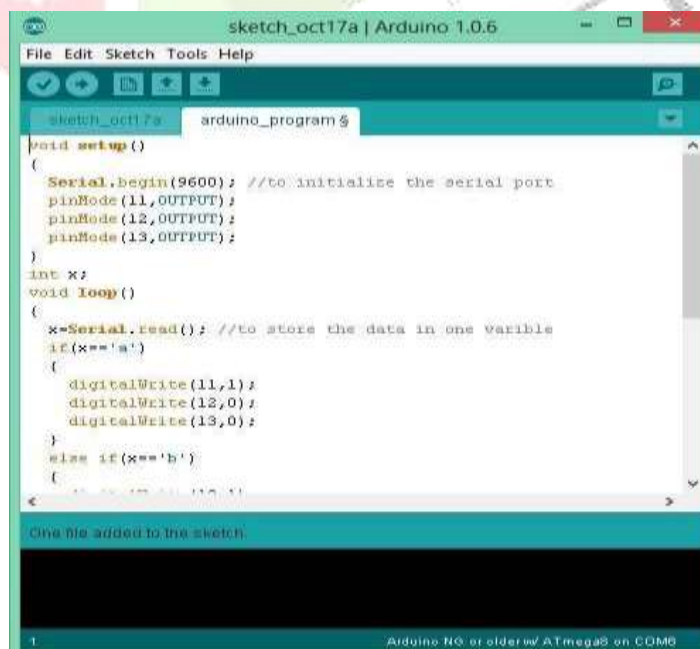 sketch_oct17a | Arduino 1.0.6
File Edit Sketch Tools Help
sketch_oct17a arduino_program §
void setup()
{
Serial.begin(9600); //to initialize the serial port
pinMode(11,OUTPUT);
pinMode(12,OUTPUT);
pinMode(13,OUTPUT);
}
int x;
void loop()
{
x=Serial.read(); //to store the data in one varible
if(x=='a')
{
digitalWrite(11,1);
digitalWrite(12,0);
digitalWrite(13,0);
}
else if(x=='b')
{
One file added to the sketch.
1 Arduino NG or older w/ ATmega8 on COM6